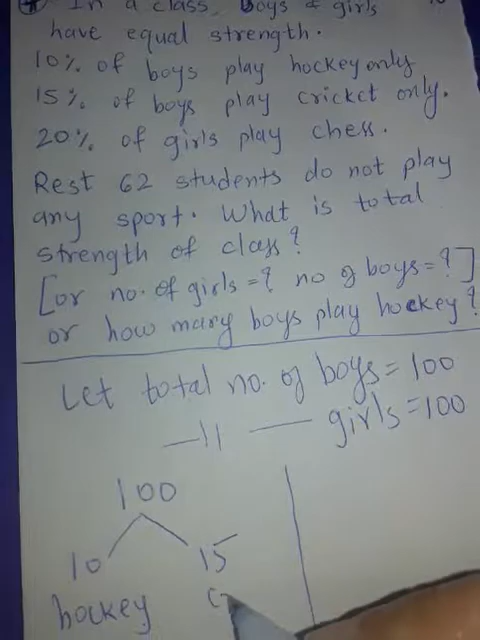 In a class, boys & girls
have equal strength.
10% of boys play hockey only
15% of boys play cricket only.
20% of girls play chess.
Rest 62 students do not play
any sport. What is total
strength of class?
[or no. of girls =? no of boys=?]
or how many boys play hockey?
Let total no. of boys = 100
—11 — girls = 100
100
10 15
hockey C